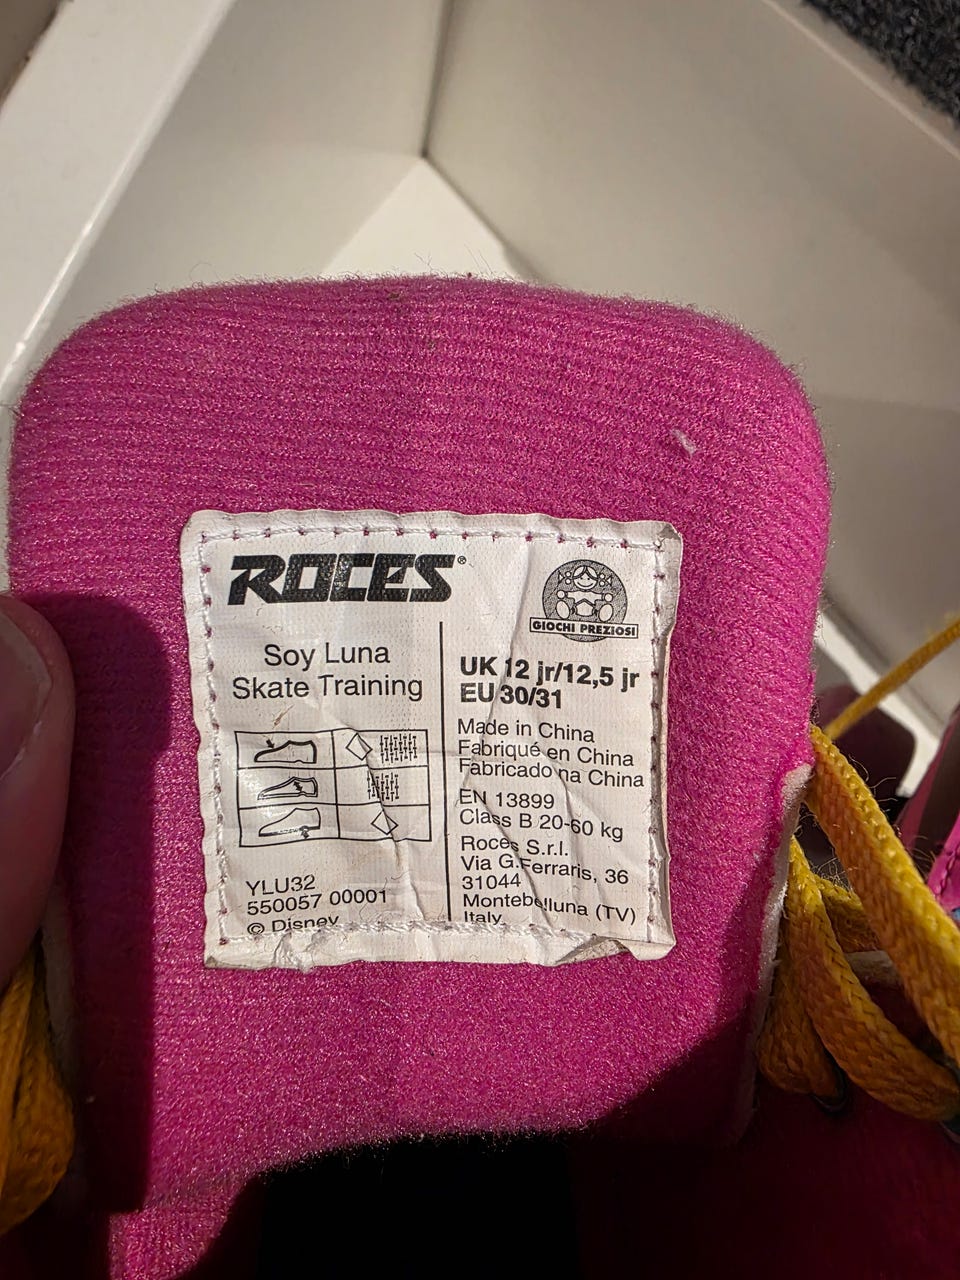 ROCES®
GIOCHI PREZIOSI
Soy Luna
Skate Training
YLU32
550057 00001
© Disney
UK 12 jr/12,5 jr
EU 30/31
Made in China
Fabriqué en China
Fabricado na China
EN 13899
Class B 20-60 kg
Roces S.r.l.
Via G.Ferraris, 36
31044
Montebelluna (TV)
Italy